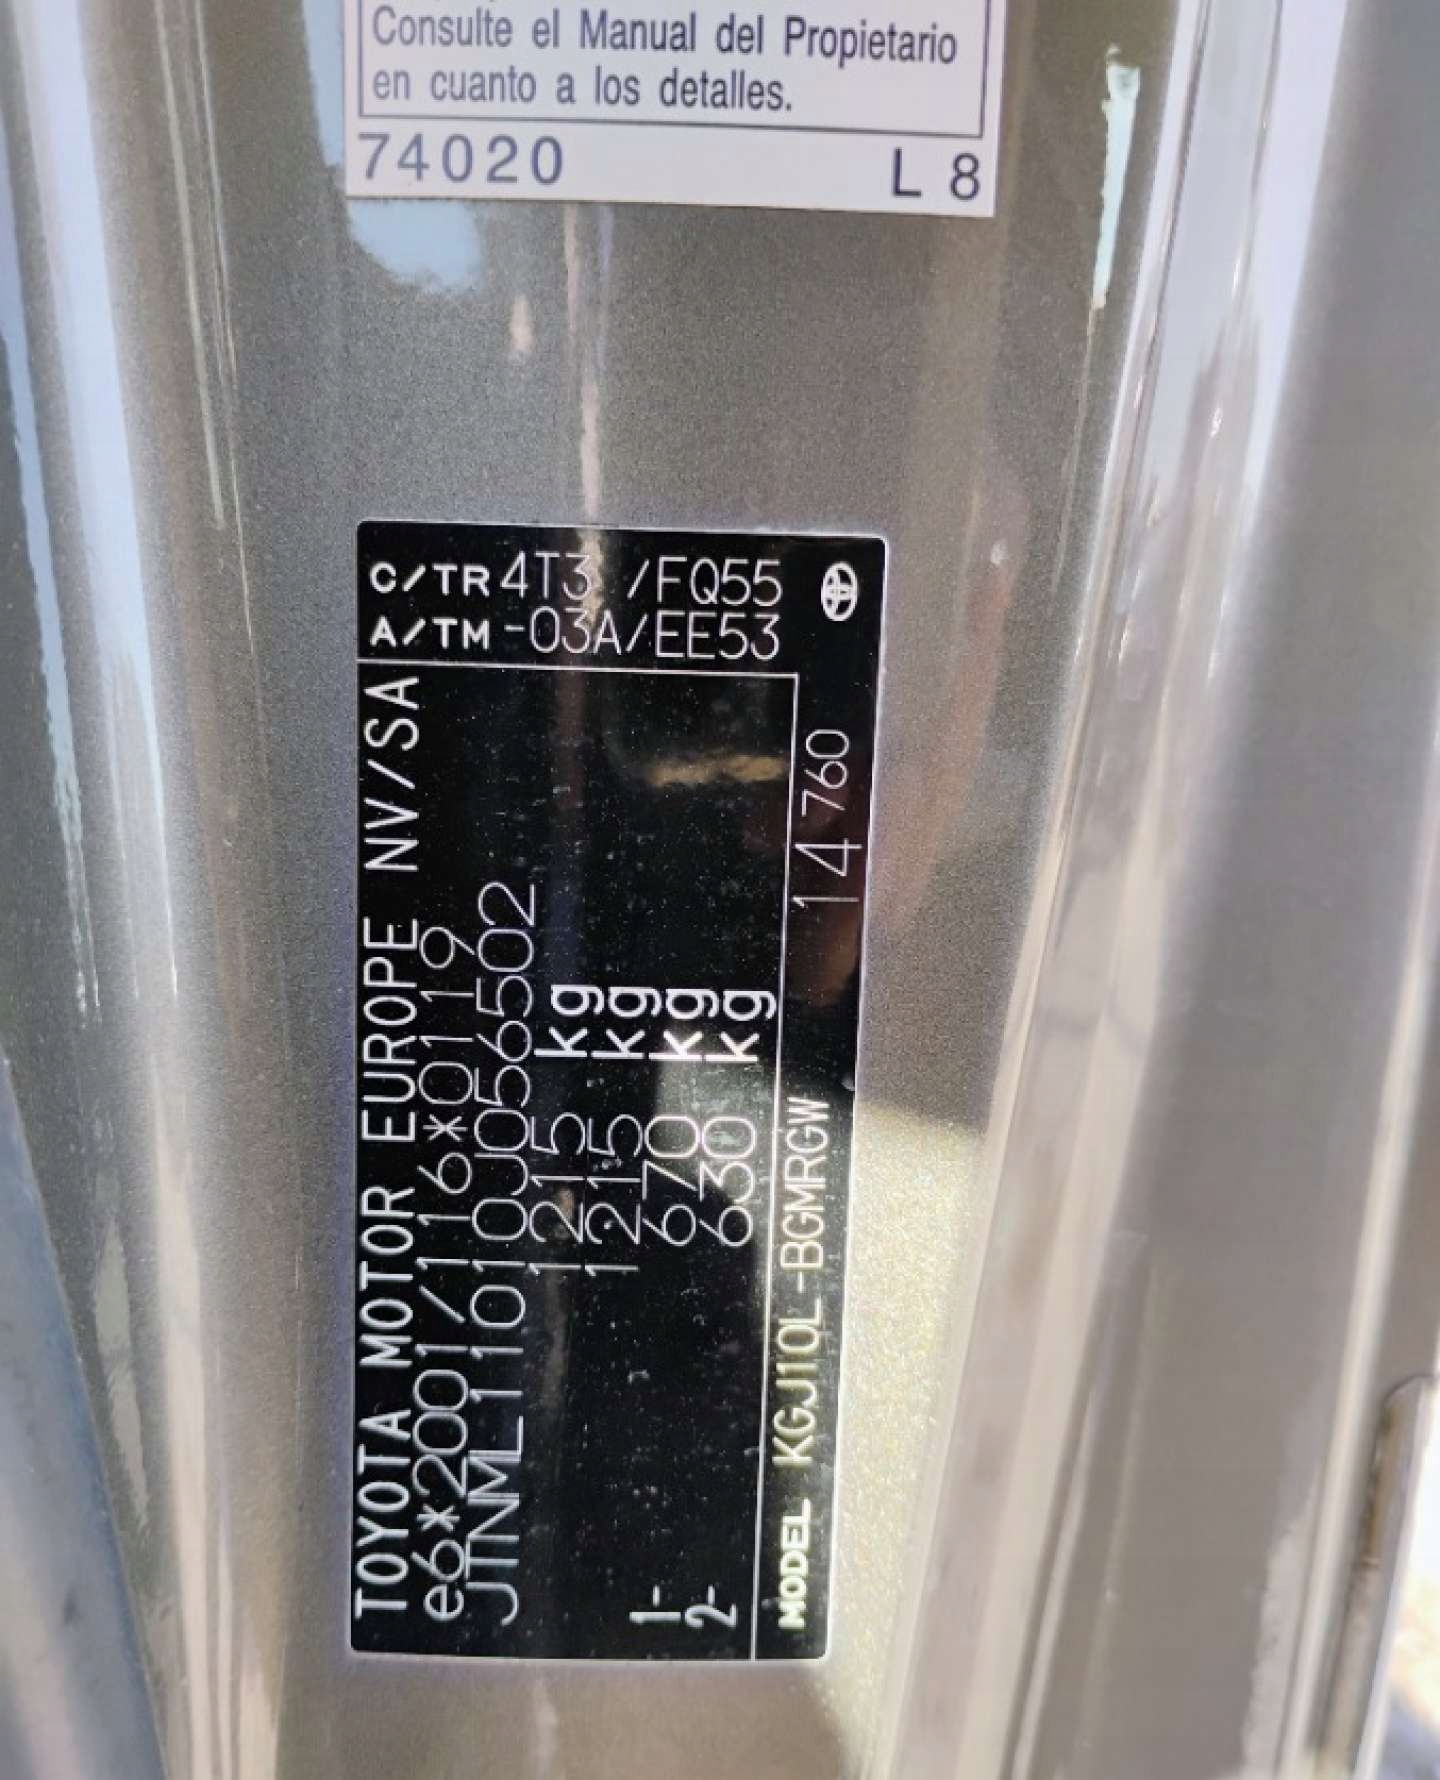 Consulte el Manual del Propietario
en cuanto a los detalles.
74020 L 8
C/TR 4T3 /FQ55
A/TM -03A/EE53
TOYOTA MOTOR EUROPE NV/SA
e6*2001/116*0119
JTNML11010J056502
1215 kg
1215 kg
1- 670 kg
2- 630 kg
MODEL KGJ10L-BGMRGW 14 760